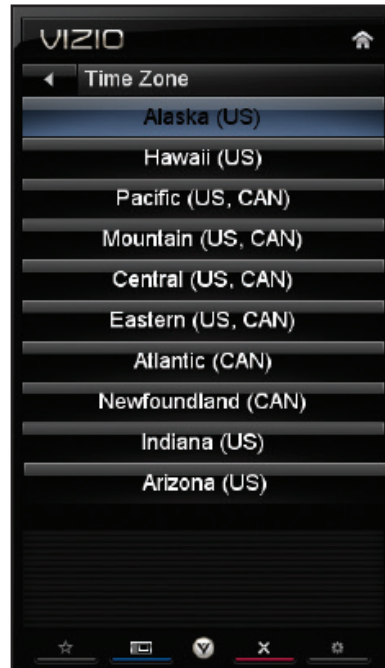 VIZIO
Time Zone
Alaska (US)
Hawaii (US)
Pacific (US, CAN)
Mountain (US, CAN)
Central (US, CAN)
Eastern (US, CAN)
Atlantic (CAN)
Newfoundland (CAN)
Indiana (US)
Arizona (US)